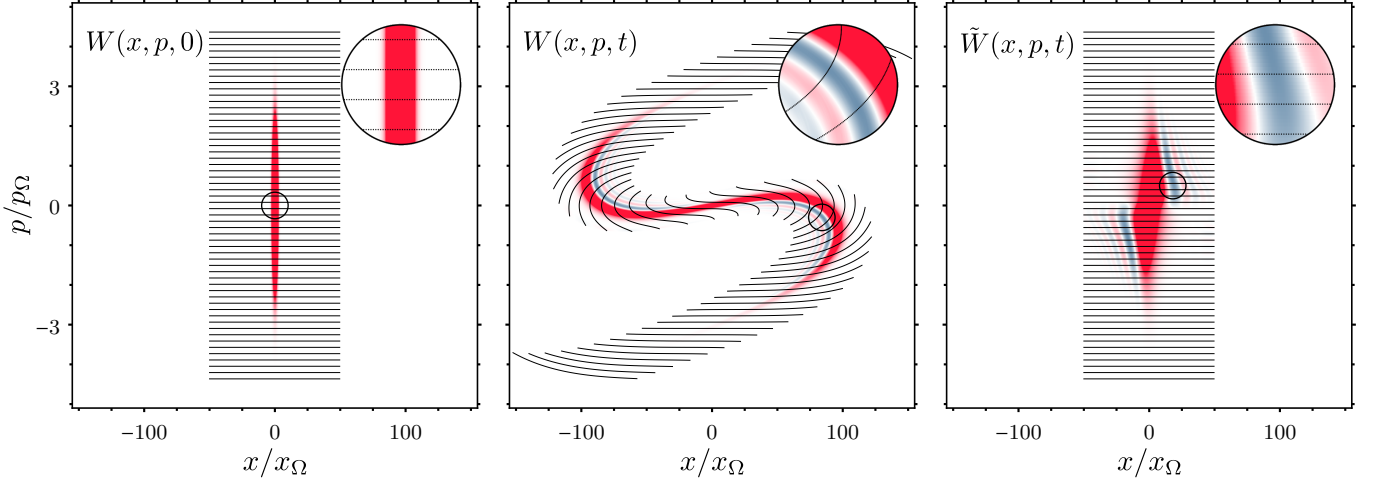 W(x, p, 0)
W(x, p, t)
W̃(x, p, t)
p/p_Ω
3
0
−3
−100 0 100
−100 0 100
−100 0 100
x/x_Ω
x/x_Ω
x/x_Ω